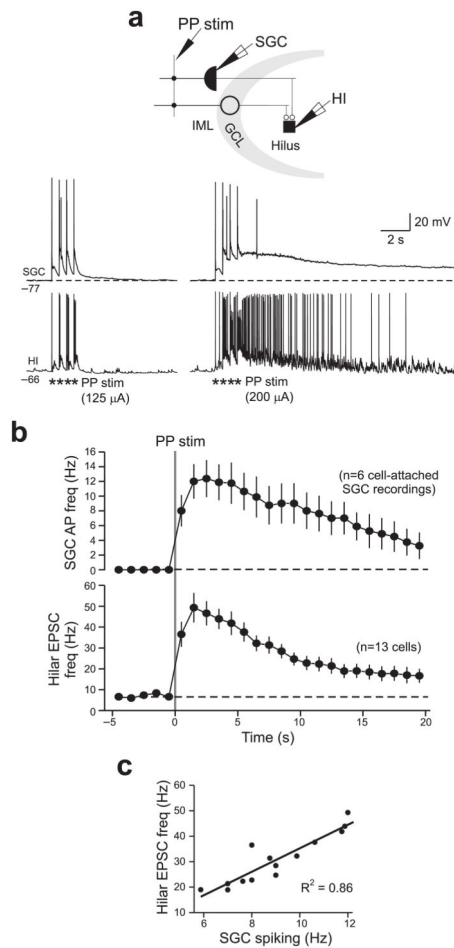 a
PP stim
SGC
HI
IML
GCL
Hilus
20 mV
2 s
SGC
–77
HI
–66
**** PP stim
(125 µA)
**** PP stim
(200 µA)
b
PP stim
SGC AP freq (Hz)
16
14
12
10
8
6
4
2
0
(n=6 cell-attached
SGC recordings)
Hilar EPSC
freq (Hz)
60
50
40
30
20
10
0
(n=13 cells)
–5
0
5
10
15
20
Time (s)
c
Hilar EPSC freq (Hz)
60
50
40
30
20
10
R² = 0.86
6
8
10
12
SGC spiking (Hz)